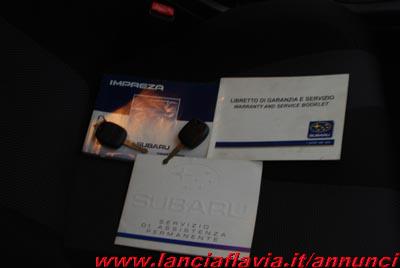 IMPREZA
SUBARU
LIBRETTO DI GARANZIA E SERVIZIO
WARRANTY AND SERVICE BOOKLET
SUBARU
SUBARU
SERVIZIO
DI ASSISTENZA
PERMANENTE
www.lanciaflavia.it/annunci